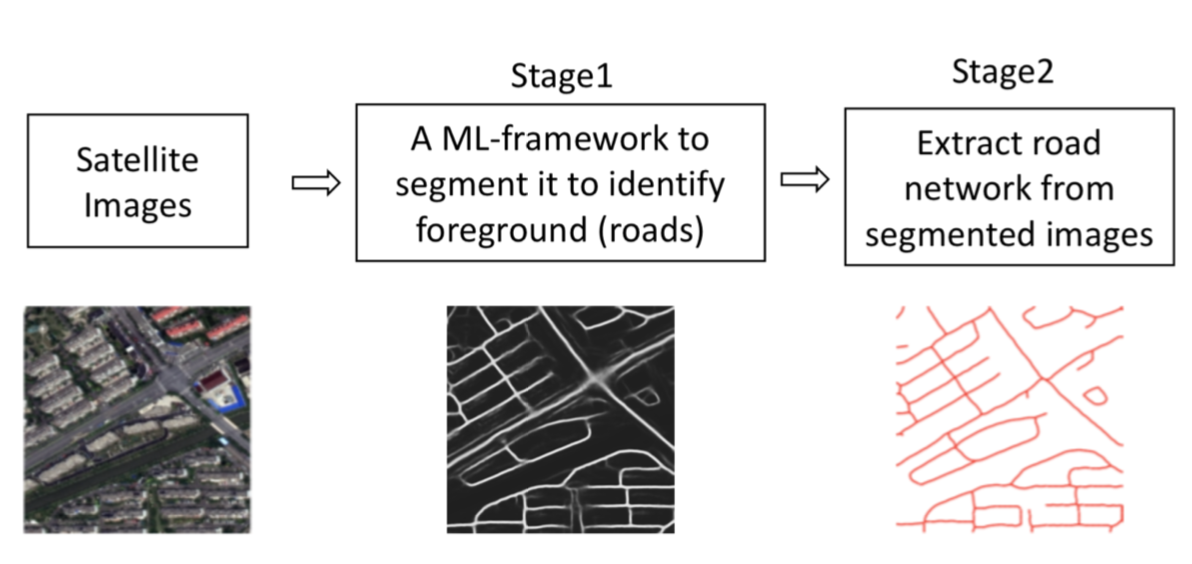 Stage1
Stage2
Satellite
Images
A ML-framework to
segment it to identify
foreground (roads)
Extract road
network from
segmented images